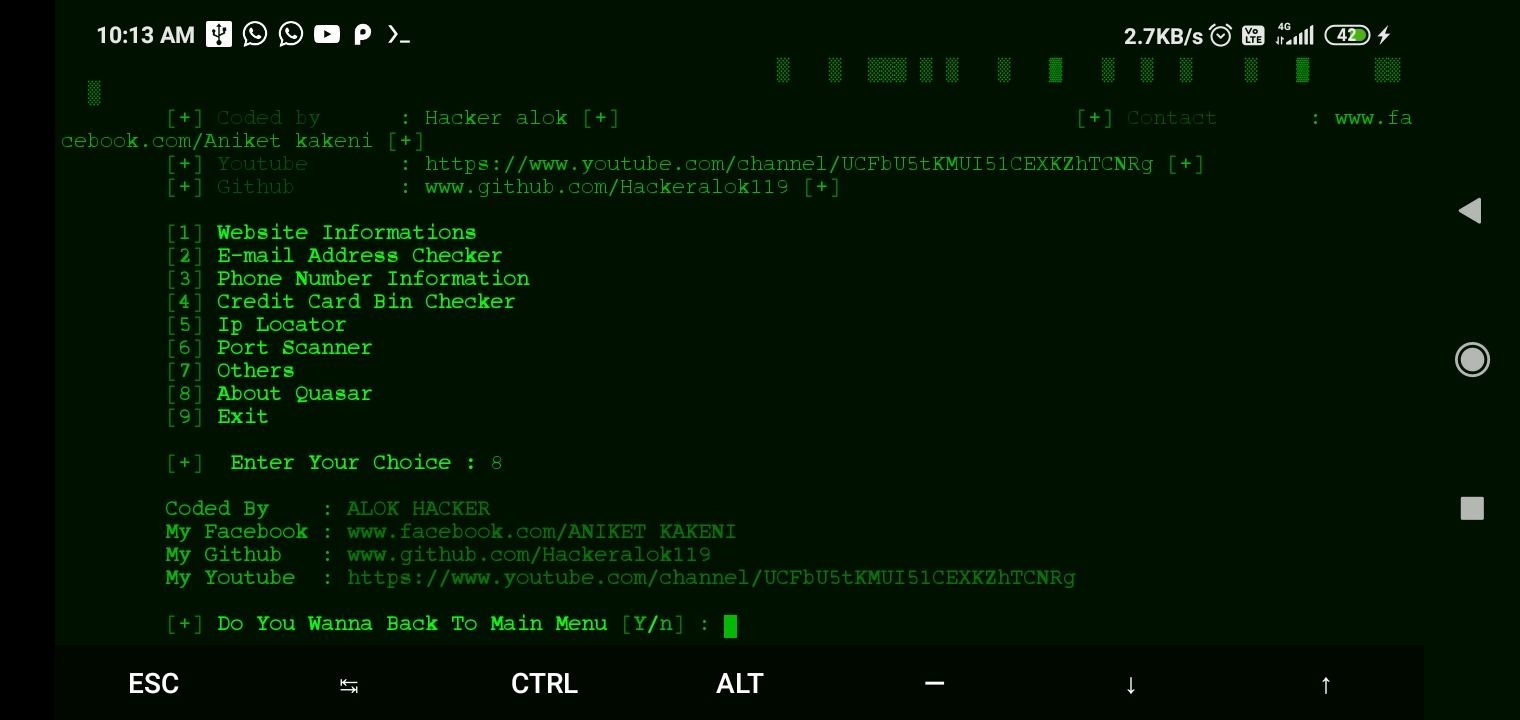 10:13 AM 2.7KB/s Vo LTE 4G 42
[+] Coded by : Hacker alok [+] [+] Contact : www.fa
cebook.com/Aniket kakeni [+]
[+] Youtube : https://www.youtube.com/channel/UCFbU5tKMUI51CEXKZhTCNRg [+]
[+] Github : www.github.com/Hackeralok119 [+]
[1] Website Informations
[2] E-mail Address Checker
[3] Phone Number Information
[4] Credit Card Bin Checker
[5] Ip Locator
[6] Port Scanner
[7] Others
[8] About Quasar
[9] Exit
[+] Enter Your Choice : 8
Coded By : ALOK HACKER
My Facebook : www.facebook.com/ANIKET KAKENI
My Github : www.github.com/Hackeralok119
My Youtube : https://www.youtube.com/channel/UCFbU5tKMUI51CEXKZhTCNRg
[+] Do You Wanna Back To Main Menu [Y/n] :
ESC ↹ CTRL ALT — ↓ ↑